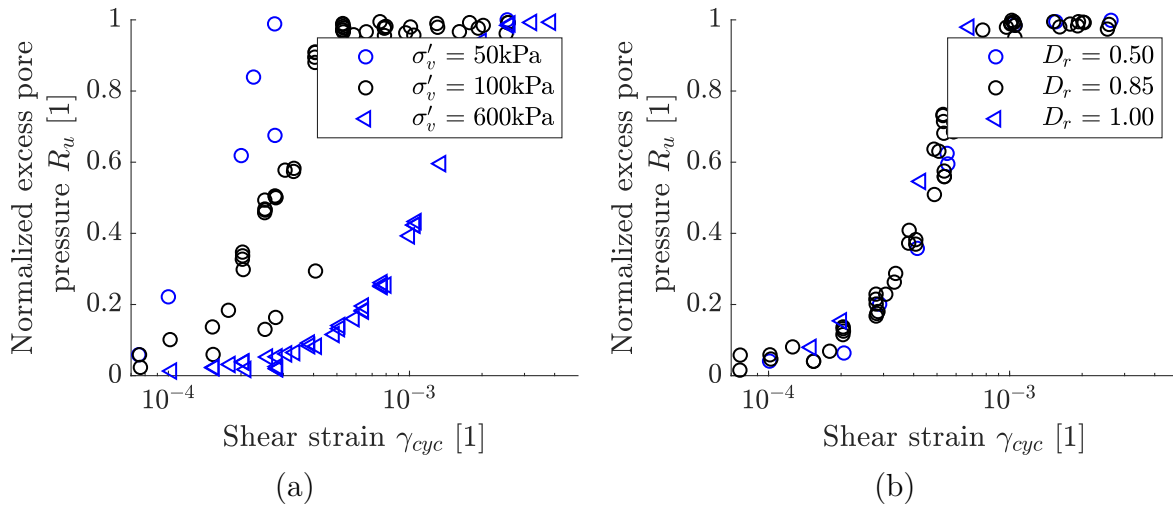 1
0.8
0.6
0.4
0.2
0
Normalized excess pore
pressure R_u [1]
σ′_v = 50kPa
σ′_v = 100kPa
σ′_v = 600kPa
10^−4
10^−3
Shear strain γ_cyc [1]
(a)
1
0.8
0.6
0.4
0.2
0
Normalized excess pore
pressure R_u [1]
D_r = 0.50
D_r = 0.85
D_r = 1.00
10^−4
10^−3
Shear strain γ_cyc [1]
(b)